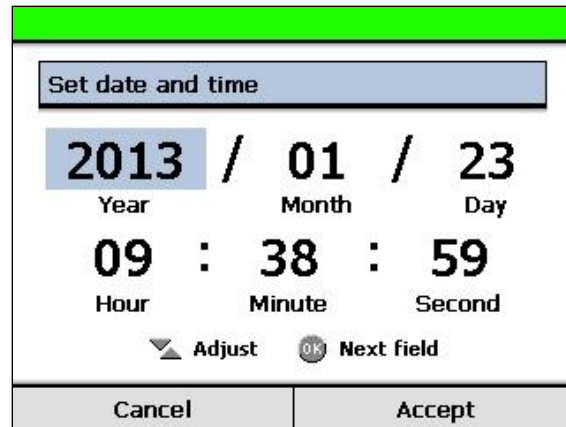 Set date and time
2013 / 01 / 23
Year Month Day
09 : 38 : 59
Hour Minute Second
Adjust OK Next field
Cancel Accept